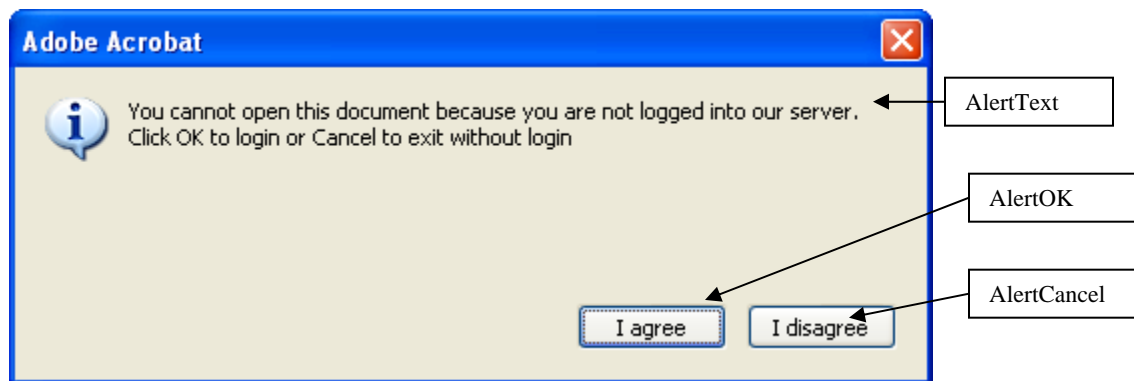 Adobe Acrobat
You cannot open this document because you are not logged into our server.
Click OK to login or Cancel to exit without login
AlertText
AlertOK
AlertCancel
I agree
I disagree